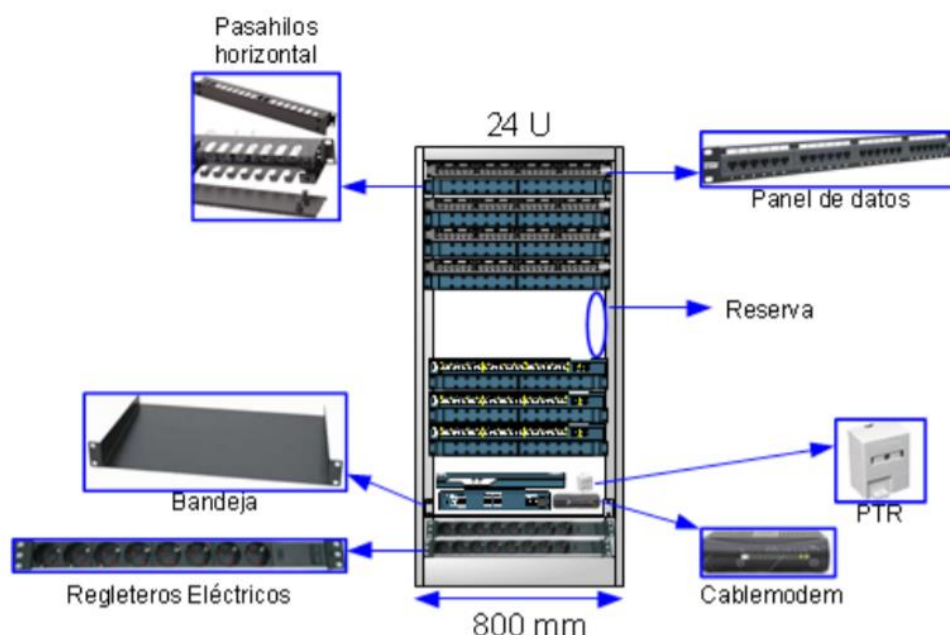 Pasahilos
horizontal
24 U
Panel de datos
Reserva
Bandeja
PTR
Regleteros Eléctricos
Cablemodem
800 mm